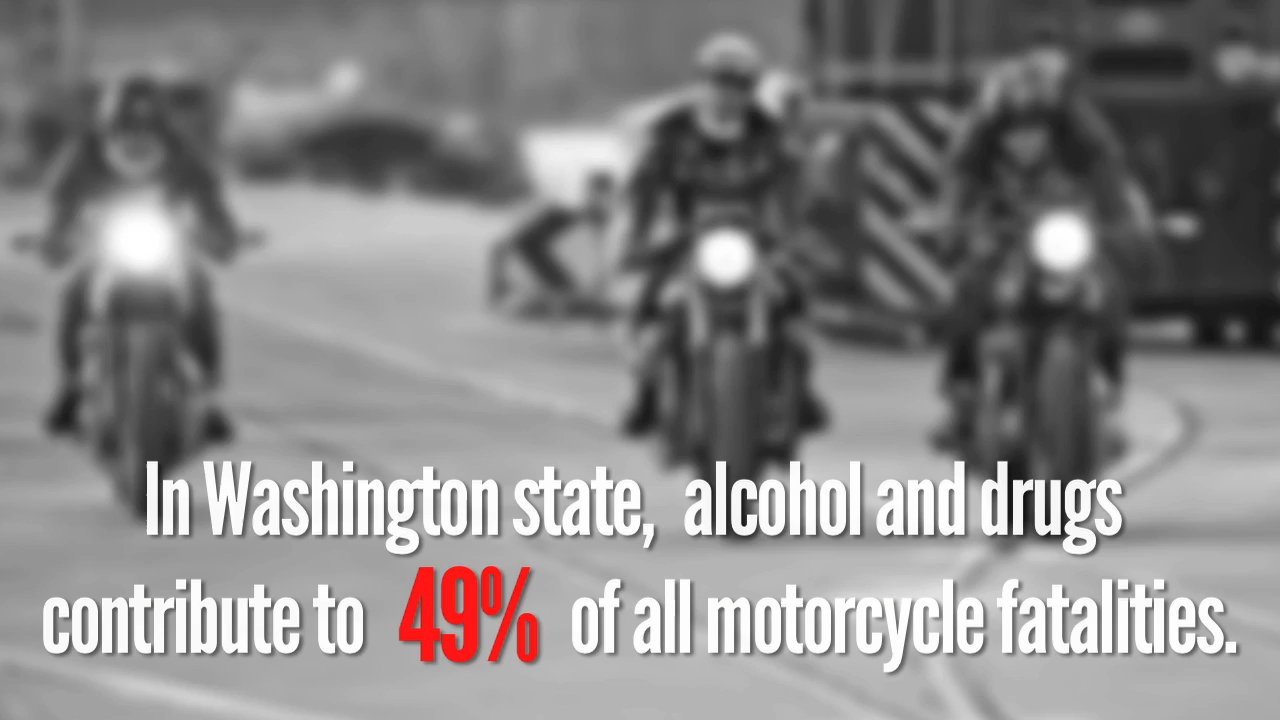 In Washington state, alcohol and drugs
contribute to 49% of all motorcycle fatalities.